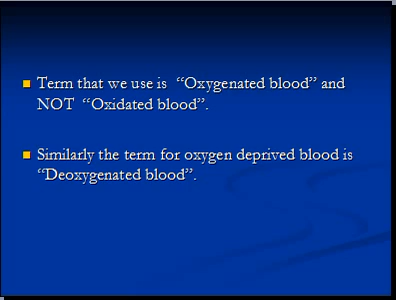 Term that we use is “Oxygenated blood” and
NOT “Oxidated blood”.
Similarly the term for oxygen deprived blood is
“Deoxygenated blood”.